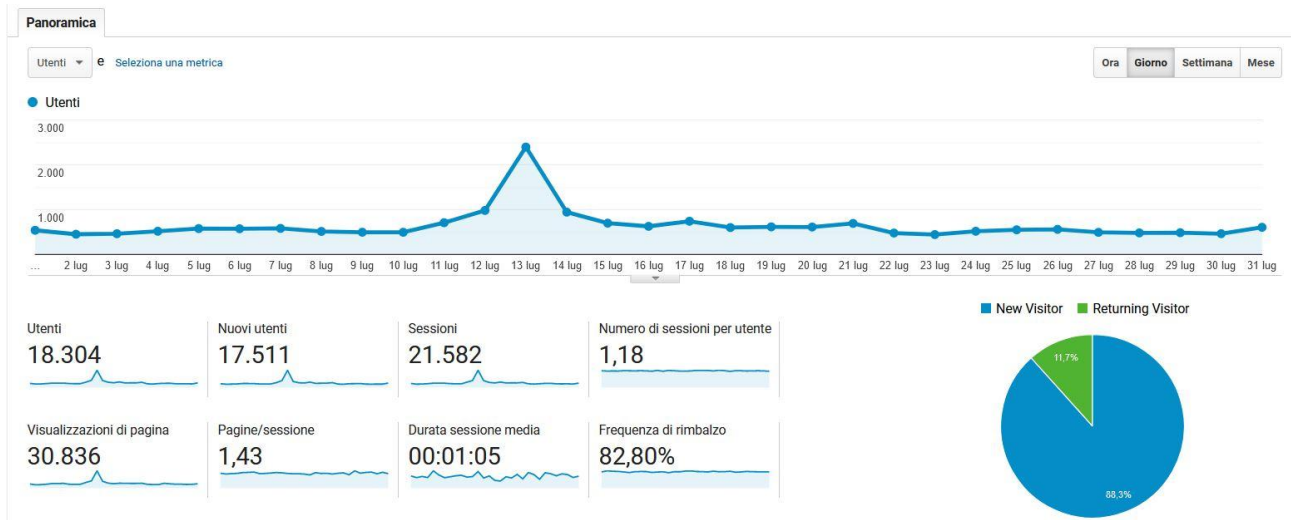 Panoramica
Utenti e Seleziona una metrica
Ora Giorno Settimana Mese
Utenti
3.000
2.000
1.000
... 2 lug 3 lug 4 lug 5 lug 6 lug 7 lug 8 lug 9 lug 10 lug 11 lug 12 lug 13 lug 14 lug 15 lug 16 lug 17 lug 18 lug 19 lug 20 lug 21 lug 22 lug 23 lug 24 lug 25 lug 26 lug 27 lug 28 lug 29 lug 30 lug 31 lug
New Visitor Returning Visitor
Utenti
18.304
Nuovi utenti
17.511
Sessioni
21.582
Numero di sessioni per utente
1,18
Visualizzazioni di pagina
30.836
Pagine/sessione
1,43
Durata sessione media
00:01:05
Frequenza di rimbalzo
82,80%
11,7%
88,3%